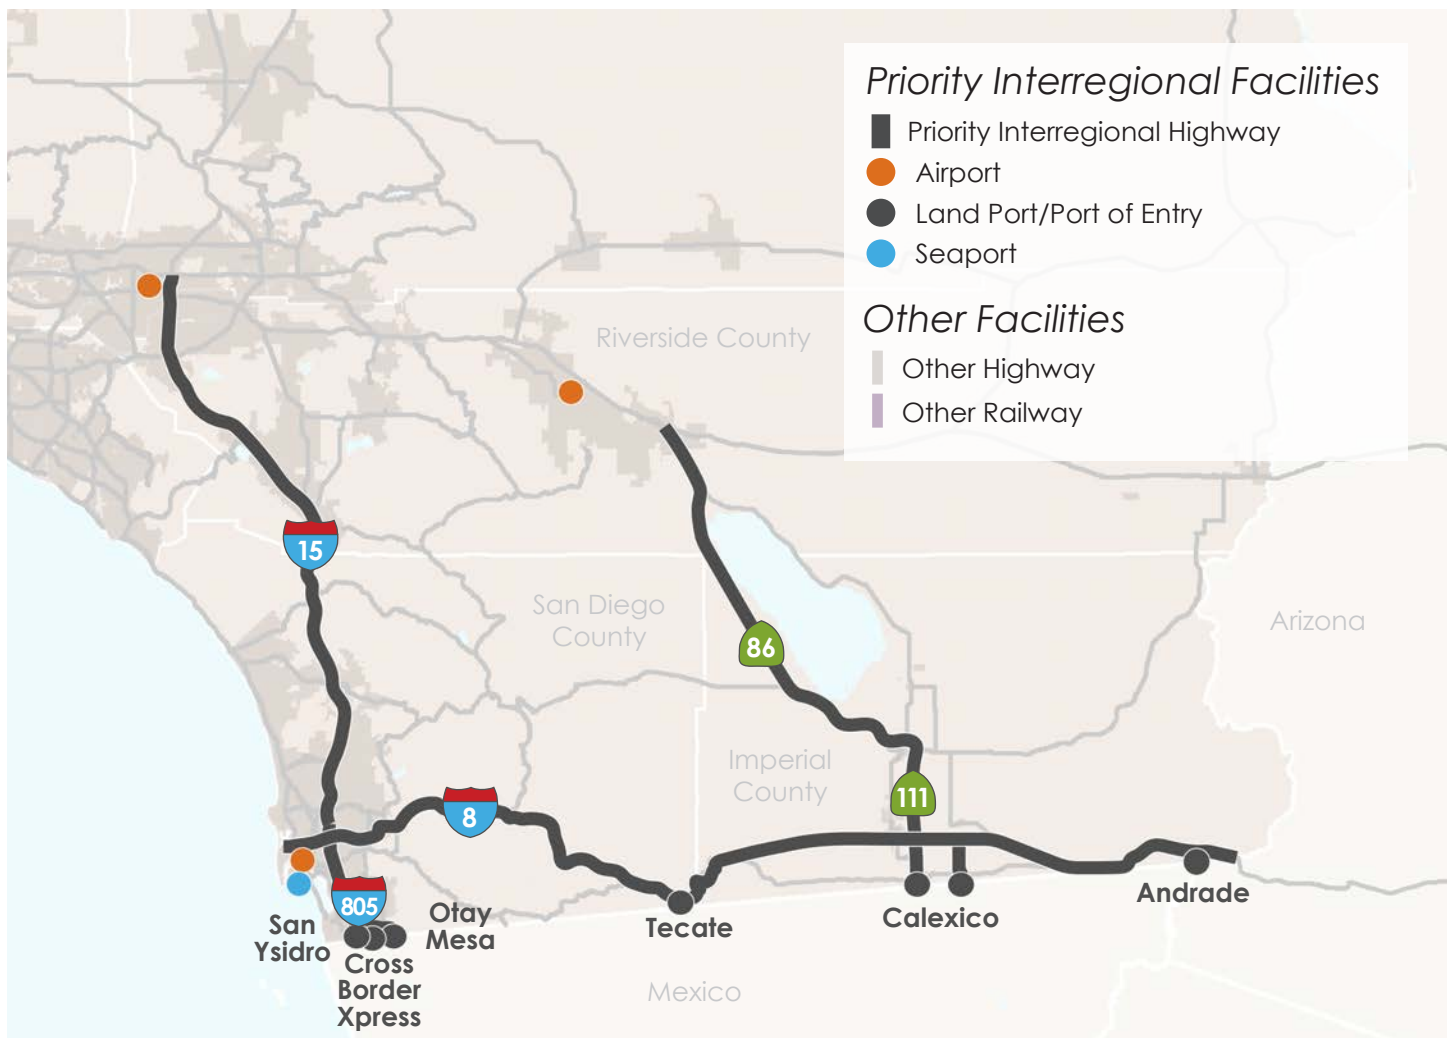 Priority Interregional Facilities
Priority Interregional Highway
Airport
Land Port/Port of Entry
Seaport
Other Facilities
Other Highway
Other Railway
Riverside County
15
San Diego
County
86
Arizona
Imperial
County
111
8
805
San
Ysidro
Otay
Mesa
Cross
Border
Xpress
Tecate
Calexico
Andrade
Mexico